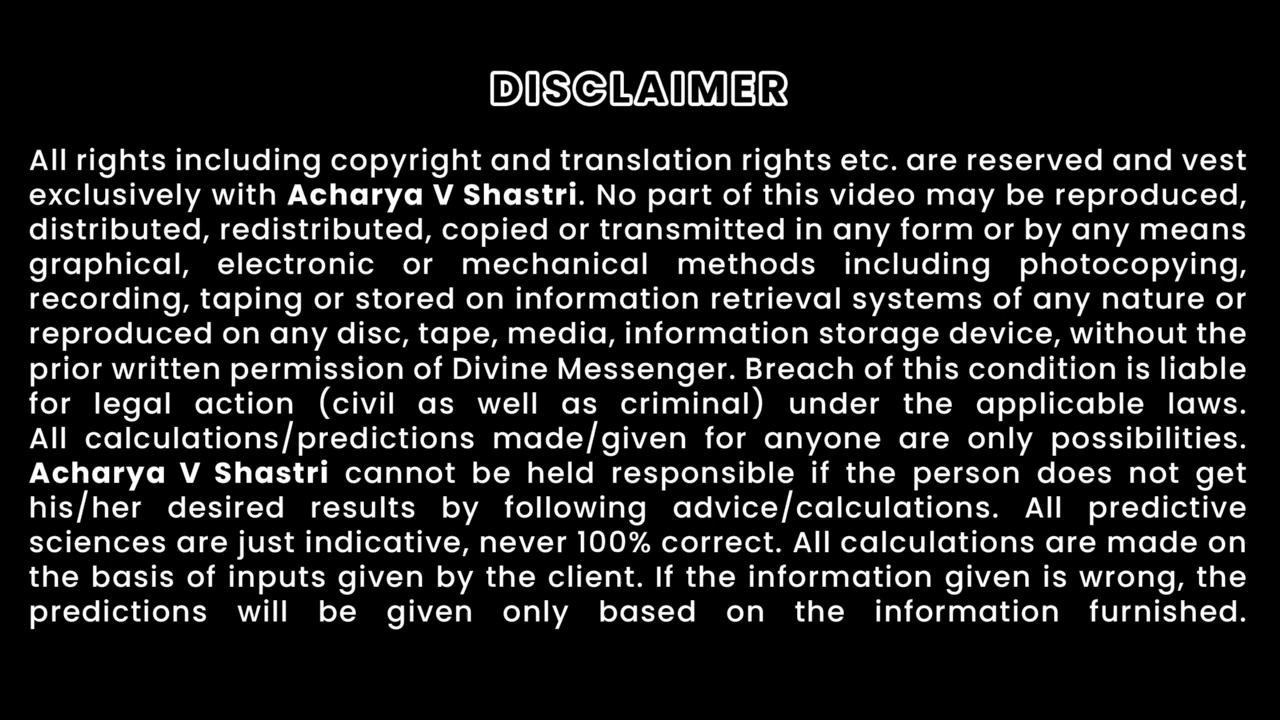 DISCLAIMER
All rights including copyright and translation rights etc. are reserved and vest
exclusively with Acharya V Shastri. No part of this video may be reproduced,
distributed, redistributed, copied or transmitted in any form or by any means
graphical, electronic or mechanical methods including photocopying,
recording, taping or stored on information retrieval systems of any nature or
reproduced on any disc, tape, media, information storage device, without the
prior written permission of Divine Messenger. Breach of this condition is liable
for legal action (civil as well as criminal) under the applicable laws.
All calculations/predictions made/given for anyone are only possibilities.
Acharya V Shastri cannot be held responsible if the person does not get
his/her desired results by following advice/calculations. All predictive
sciences are just indicative, never 100% correct. All calculations are made on
the basis of inputs given by the client. If the information given is wrong, the
predictions will be given only based on the information furnished.